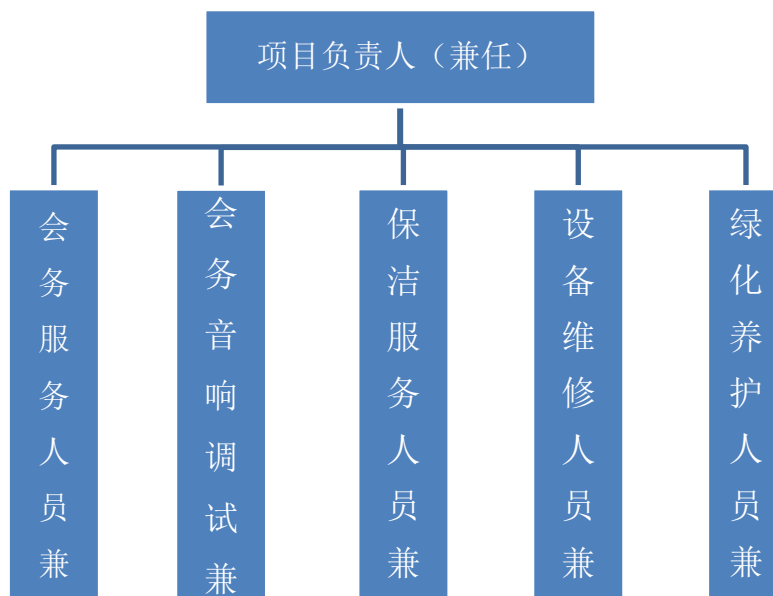 项目负责人（兼任）
会务服务人员兼
会务音响调试兼
保洁服务人员兼
设备维修人员兼
绿化养护人员兼